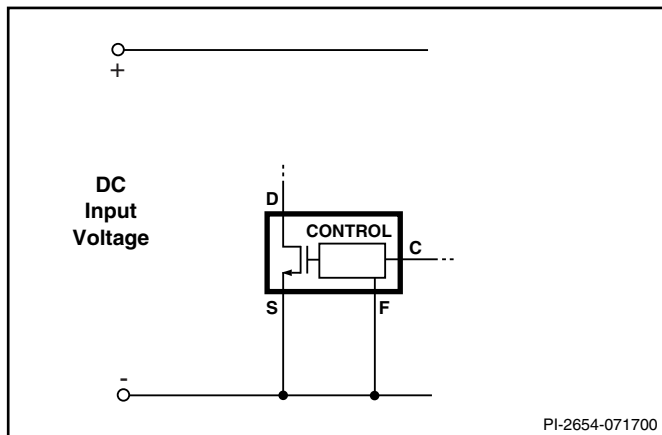 +
DC
Input
Voltage
D
CONTROL
C
S
F
-
PI-2654-071700